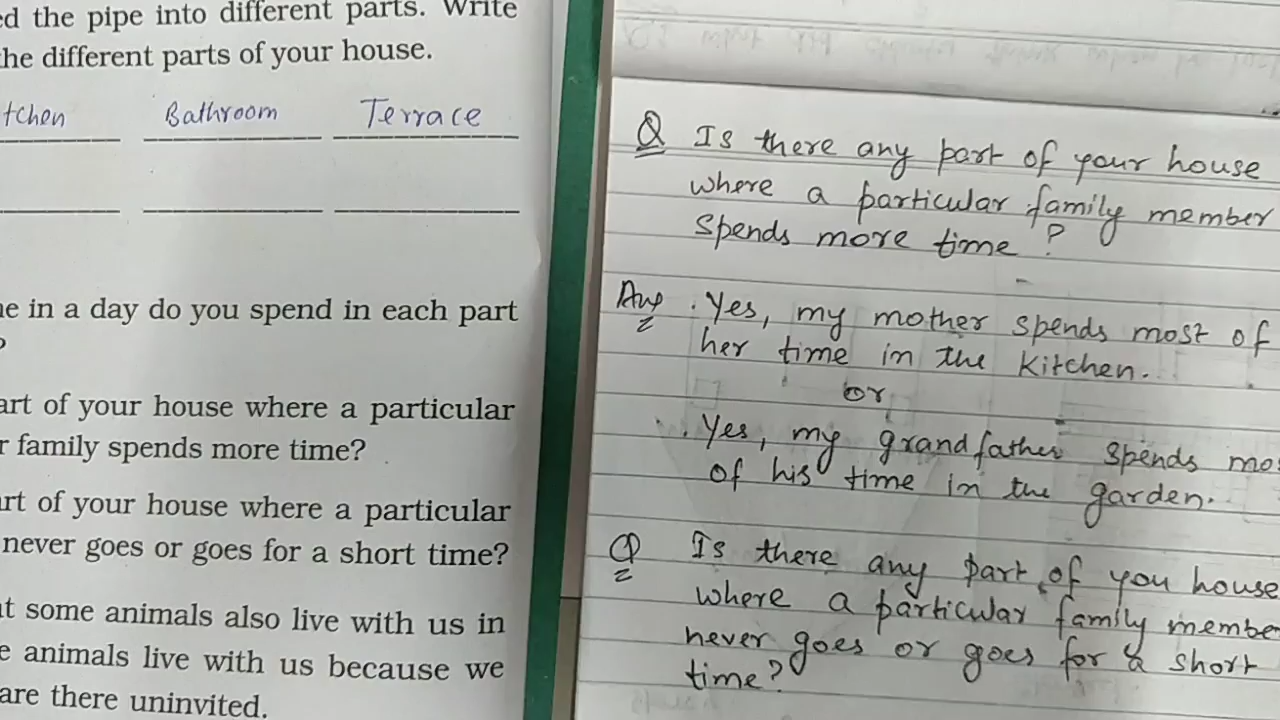 ed the pipe into different parts. Write
the different parts of your house.
tchen Bathroom Terrace
e in a day do you spend in each part
?
art of your house where a particular
r family spends more time?
art of your house where a particular
never goes or goes for a short time?
t some animals also live with us in
e animals live with us because we
are there uninvited.
Q Is there any part of your house
where a particular family member
spends more time?
Ans. Yes, my mother spends most of
her time in the kitchen.
or
. Yes, my grandfather spends mos
of his time in the garden.
Q Is there any part of you house
where a particular family membe
never goes or goes for a short
time?